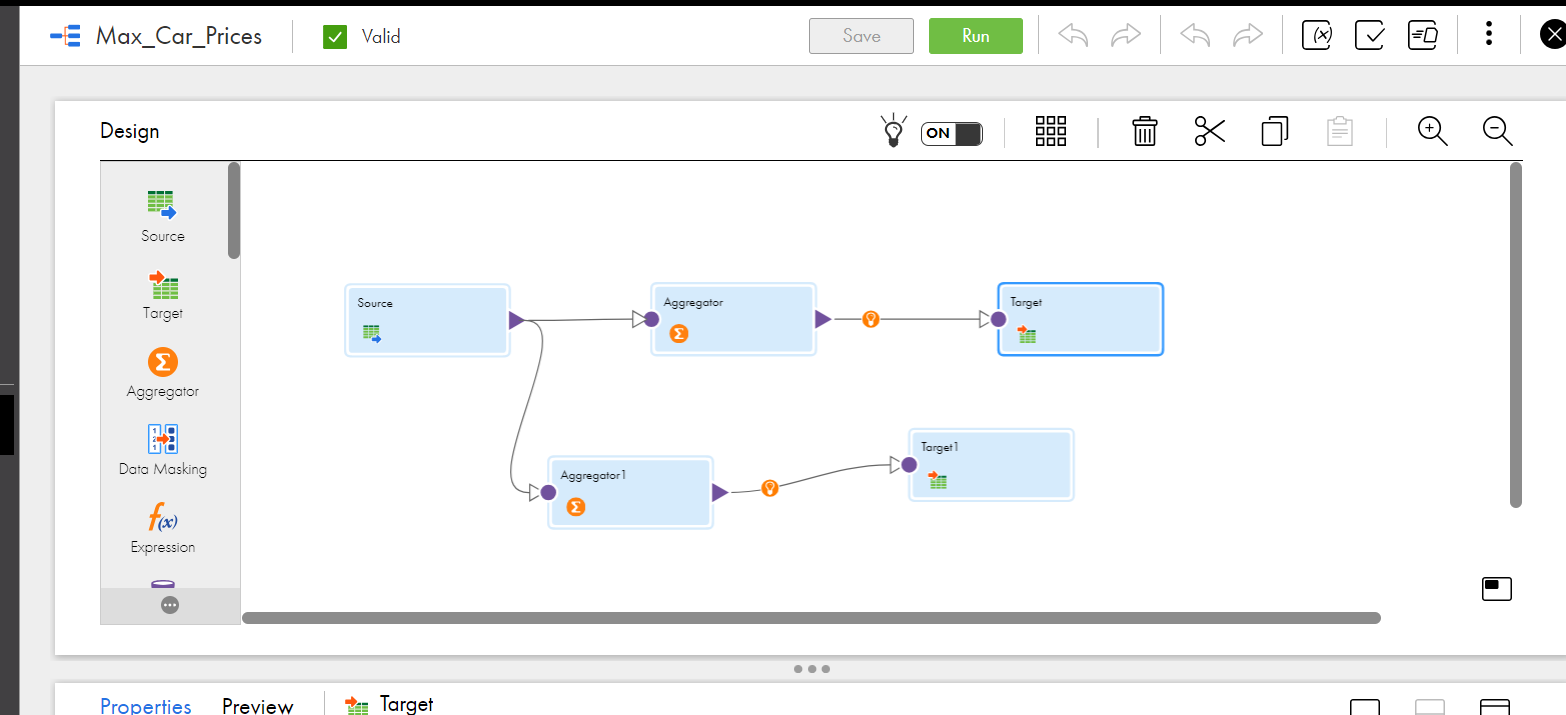 Max_Car_Prices
Valid
Save
Run
(x)
Design
ON
Source
Target
Aggregator
Data Masking
f(x)
Expression
Source
Aggregator
Target
Aggregator1
Target1
Properties
Preview
Target